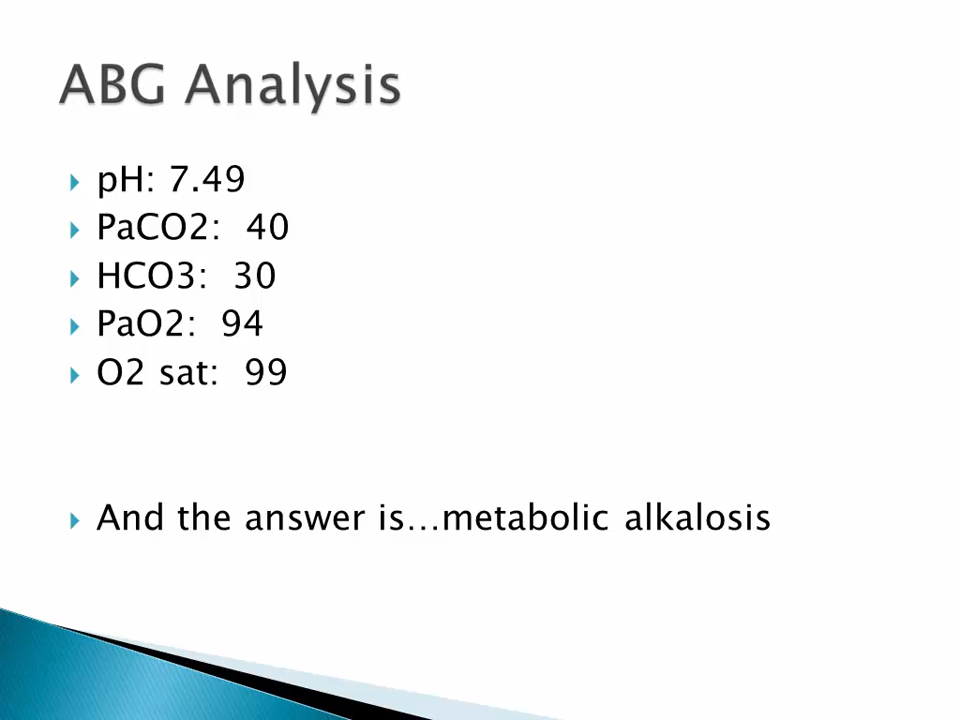 ABG Analysis
pH: 7.49
PaCO2:  40
HCO3:  30
PaO2:  94
O2 sat:  99
And the answer is…metabolic alkalosis